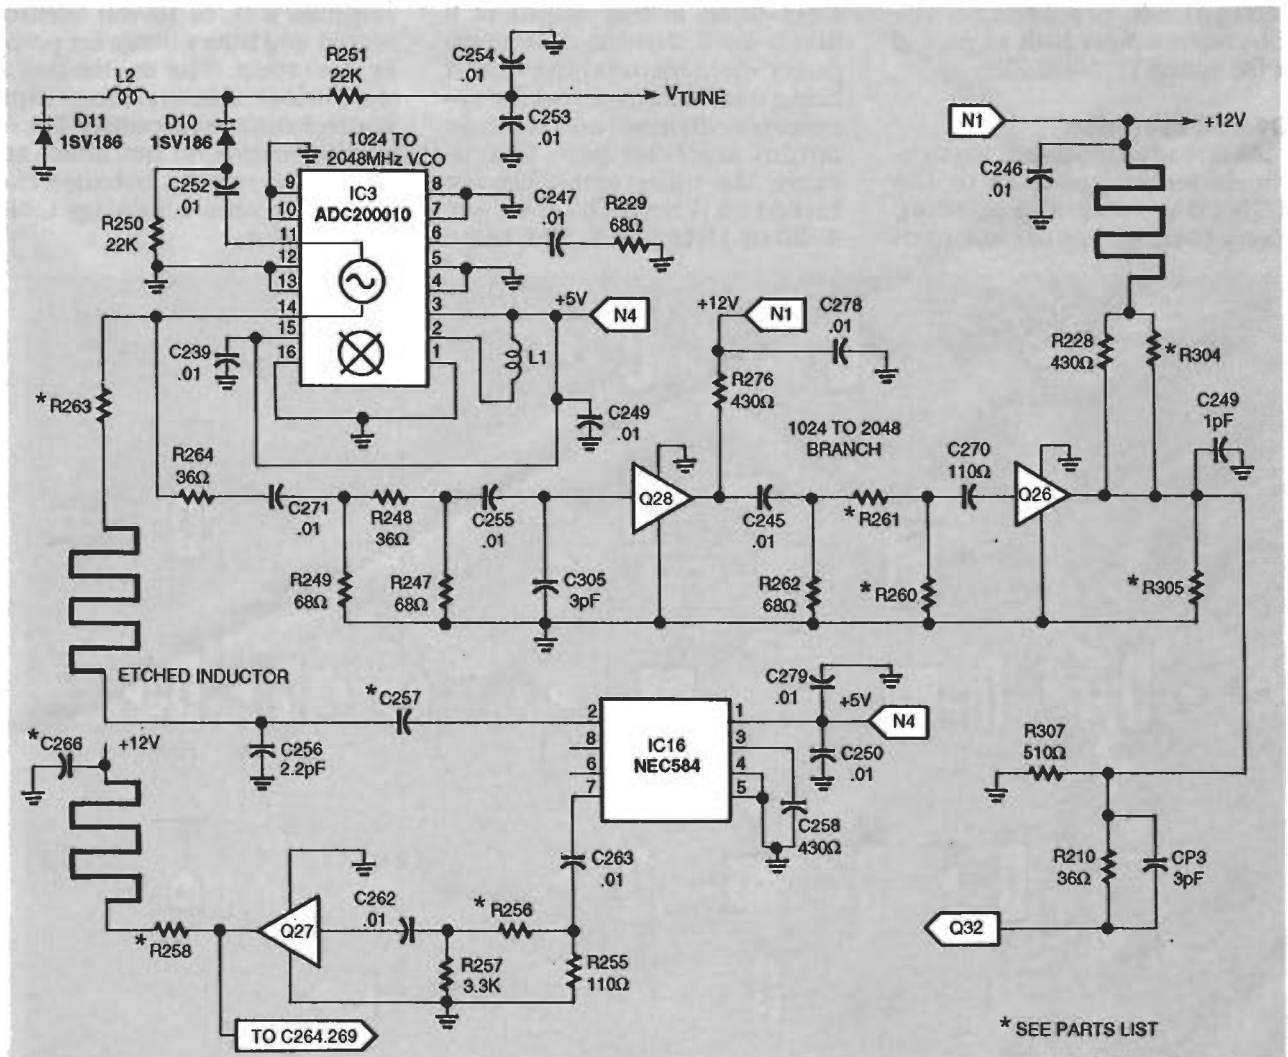 L2
R251
22K
C254
.01
VTUNE
C253
.01
D11
1SV186
D10
1SV186
1024 TO
2048MHz VCO
IC3
ADC200010
9
10
11
12
13
14
15
16
8
7
6
5
4
3
2
1
C252
.01
R250
22K
C247
.01
R229
68Ω
N1
+12V
C246
.01
+5V
N4
L1
C239
.01
C249
.01
*R263
+12V
N1
C278
.01
R276
430Ω
R228
430Ω
*R304
C249
1pF
1024 TO 2048
BRANCH
R264
36Ω
C271
.01
R248
36Ω
C255
.01
Q28
C245
.01
*R261
C270
110Ω
Q26
R249
68Ω
R247
68Ω
C305
3pF
R262
68Ω
*R260
*R305
ETCHED INDUCTOR
*C257
C256
2.2pF
*C266
+12V
2
8
6
7
IC16
NEC584
1
3
4
5
C279
.01
+5V
N4
C250
.01
C258
430Ω
R307
510Ω
R210
36Ω
CP3
3pF
Q32
C263
.01
C262
.01
*R256
Q27
*R258
R257
3.3K
R255
110Ω
TO C264.269
* SEE PARTS LIST